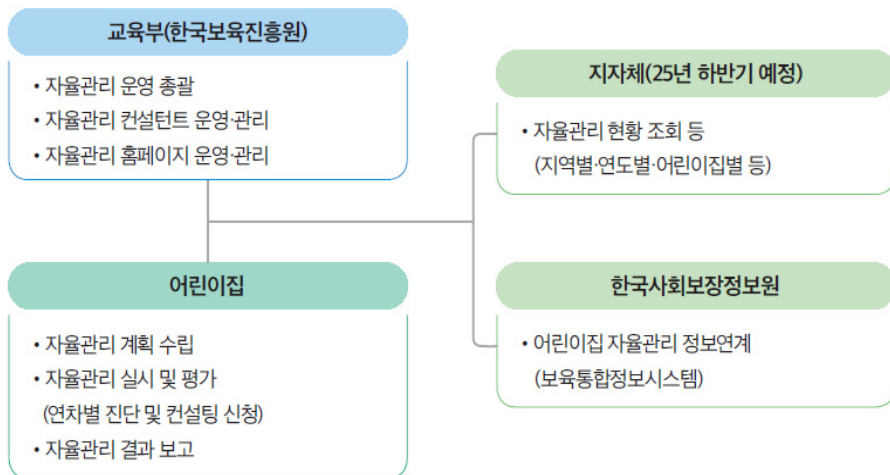 교육부(한국보육진흥원)
• 자율관리 운영 총괄
• 자율관리 컨설턴트 운영·관리
• 자율관리 홈페이지 운영·관리
지자체(25년 하반기 예정)
• 자율관리 현황 조회 등
(지역별·연도별·어린이집별 등)
어린이집
• 자율관리 계획 수립
• 자율관리 실시 및 평가
(연차별 진단 및 컨설팅 신청)
• 자율관리 결과 보고
한국사회보장정보원
• 어린이집 자율관리 정보연계
(보육통합정보시스템)